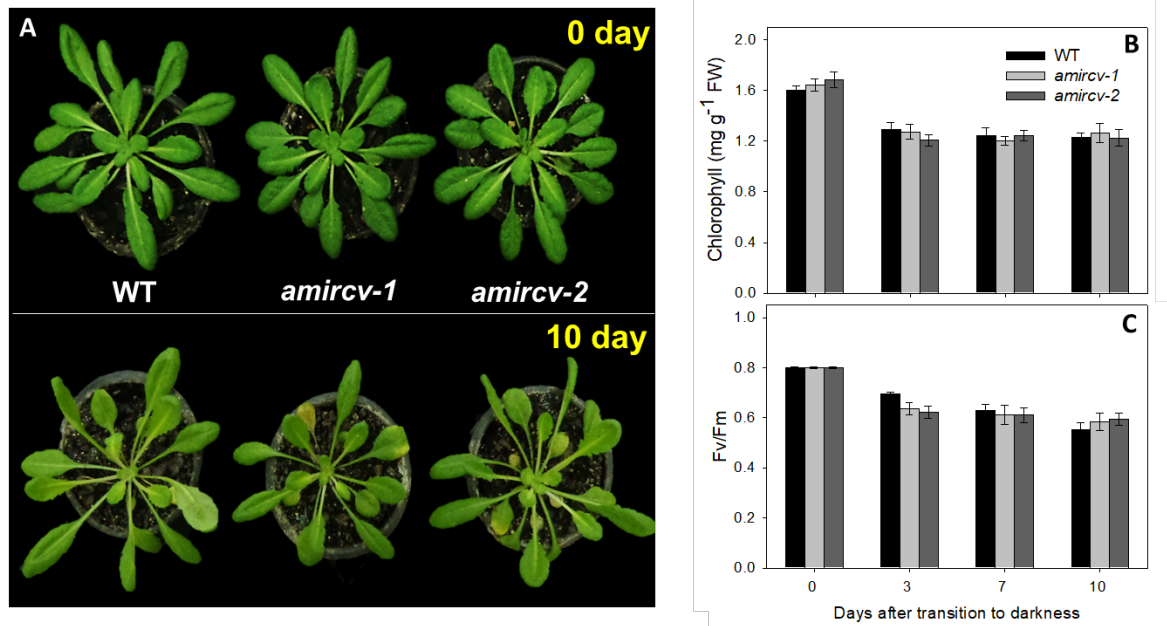 A
0 day
WT
amircv-1
amircv-2
10 day
B
WT
amircv-1
amircv-2
Chlorophyll (mg g⁻¹ FW)
2.0
1.6
1.2
0.8
0.4
0.0
C
Fv/Fm
1.0
0.8
0.6
0.4
0.2
0.0
0 3 7 10
Days after transition to darkness